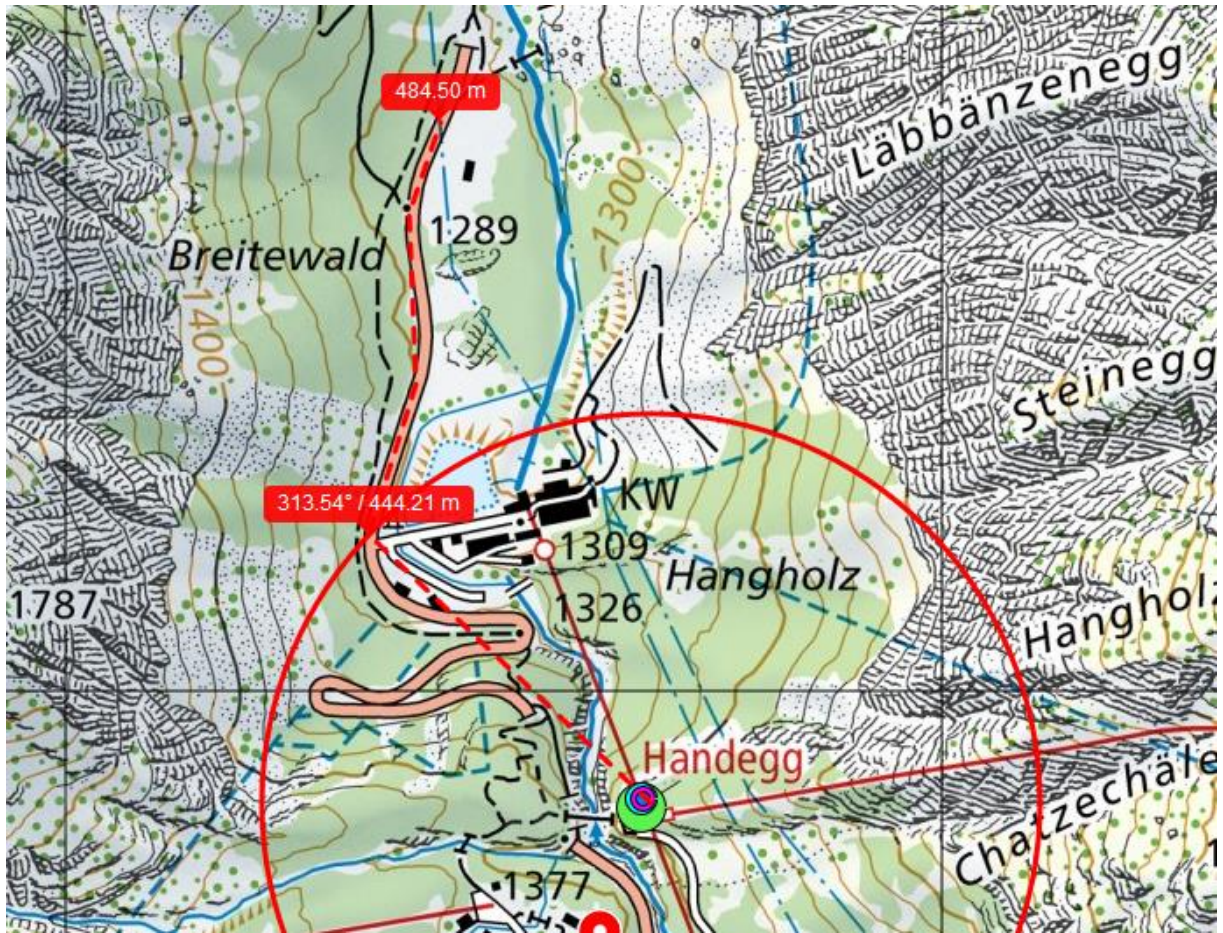 484.50 m
Läbbänzenegg
1300
1289
Breitewald
1400
Steinegg
313.54° / 444.21 m
KW
1309
Hangholz
1787
1326
Hangholz
Handegg
Chatzechäle
1377
1